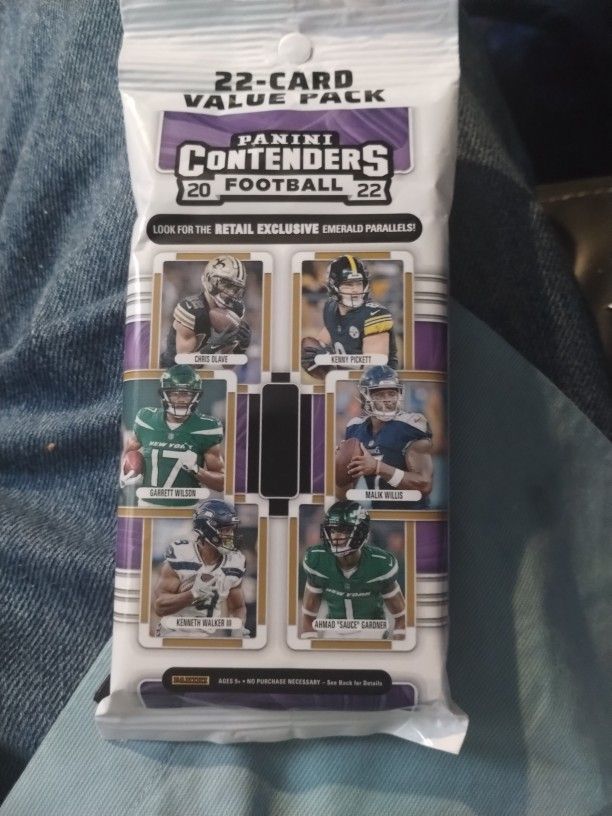 22-CARD
VALUE PACK
PANINI
CONTENDERS
20 FOOTBALL 22
LOOK FOR THE RETAIL EXCLUSIVE EMERALD PARALLELS!
CHRIS OLAVE
KENNY PICKETT
NEW YORK
17
GARRETT WILSON
MALIK WILLIS
KENNETH WALKER III
NEW YORK
1
AHMAD "SAUCE" GARDNER
PANINI
AGES 9+ • NO PURCHASE NECESSARY – See Back for Details